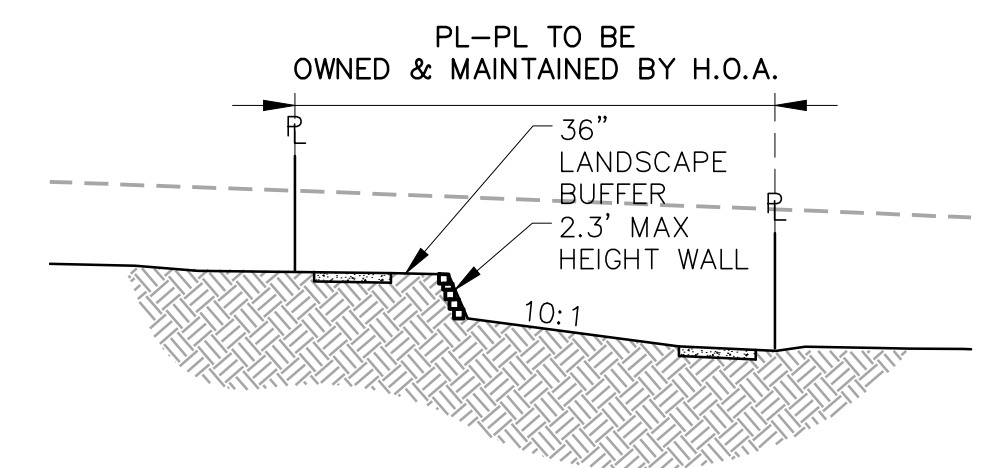 PL-PL TO BE
OWNED & MAINTAINED BY H.O.A.
PL
36"
LANDSCAPE
BUFFER
PL
2.3' MAX
HEIGHT WALL
10:1